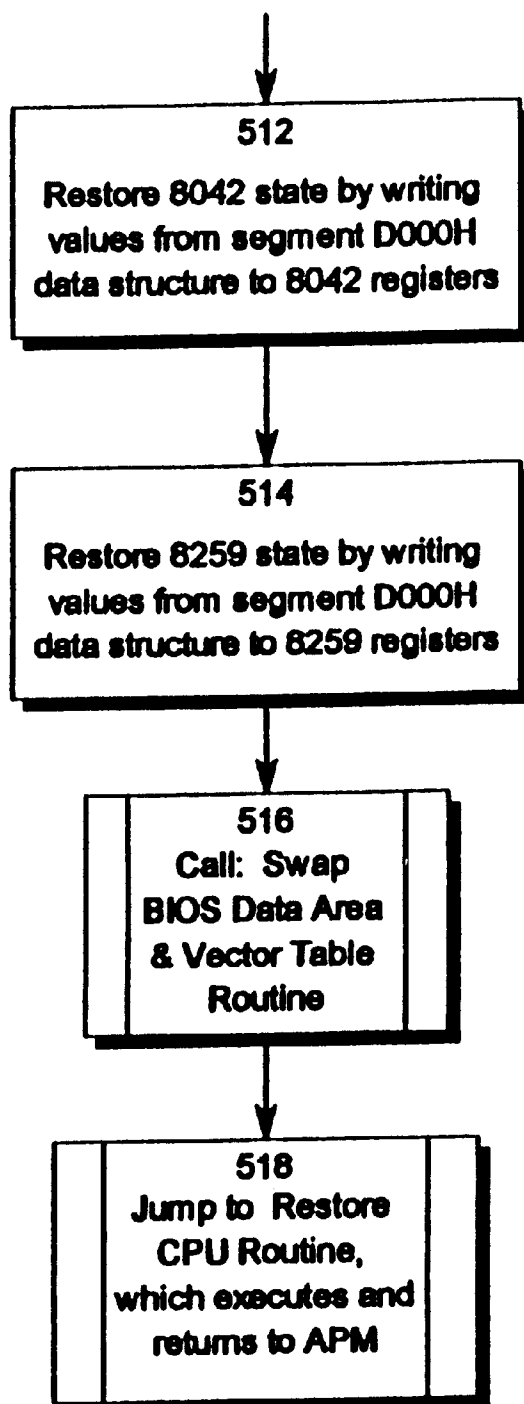 512
Restore 8042 state by writing
values from segment D000H
data structure to 8042 registers
514
Restore 8259 state by writing
values from segment D000H
data structure to 8259 registers
516
Call: Swap
BIOS Data Area
& Vector Table
Routine
518
Jump to Restore
CPU Routine,
which executes and
returns to APM